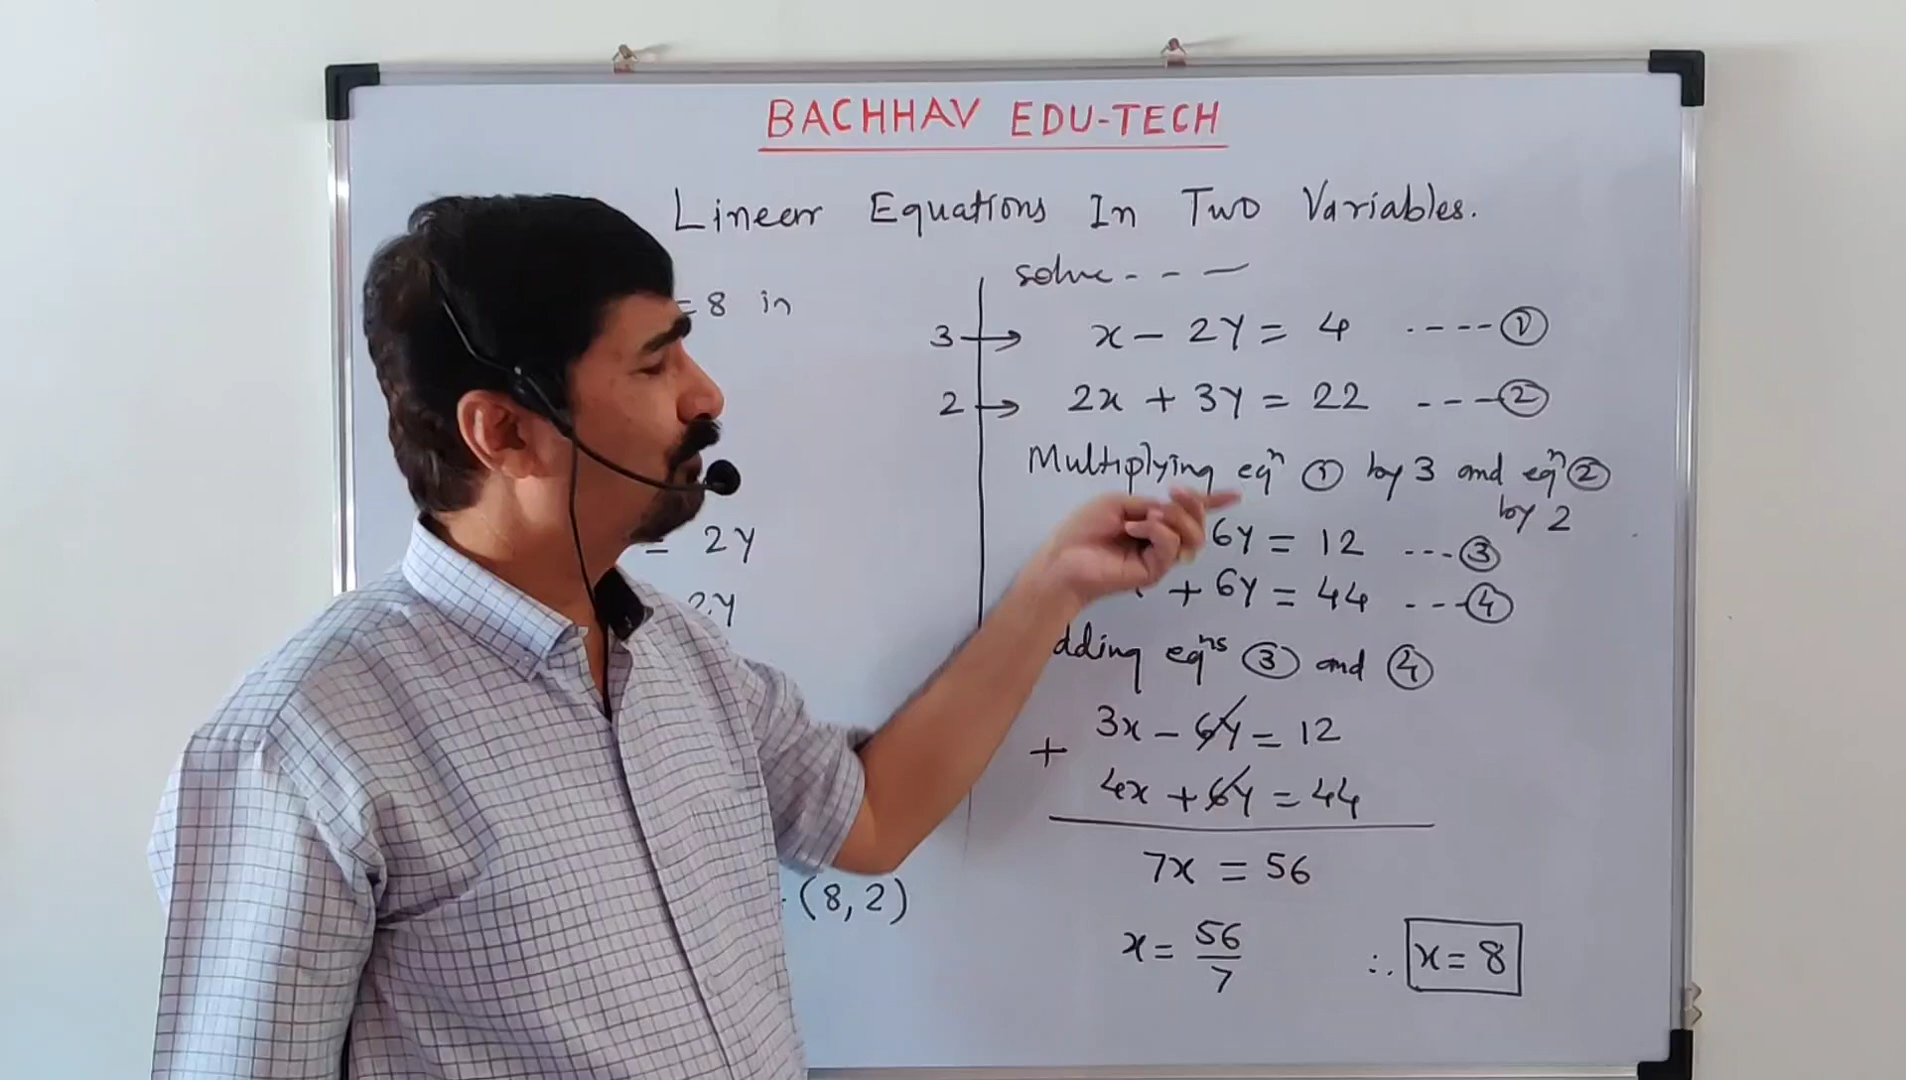 BACHHAV EDU-TECH
Linear Equations In Two Variables.
= 8 in
= 2y
2y
(8, 2)
solve - - -
3 → x - 2y = 4 ---- ①
2 → 2x + 3y = 22 --- ②
Multiplying eqⁿ ① by 3 and eqⁿ ②
by 2
6y = 12 --- ③
+ 6y = 44 --- ④
dding eqⁿˢ ③ and ④
3x - 6y = 12
+
4x + 6y = 44
7x = 56
x = 56/7 ∴ x = 8